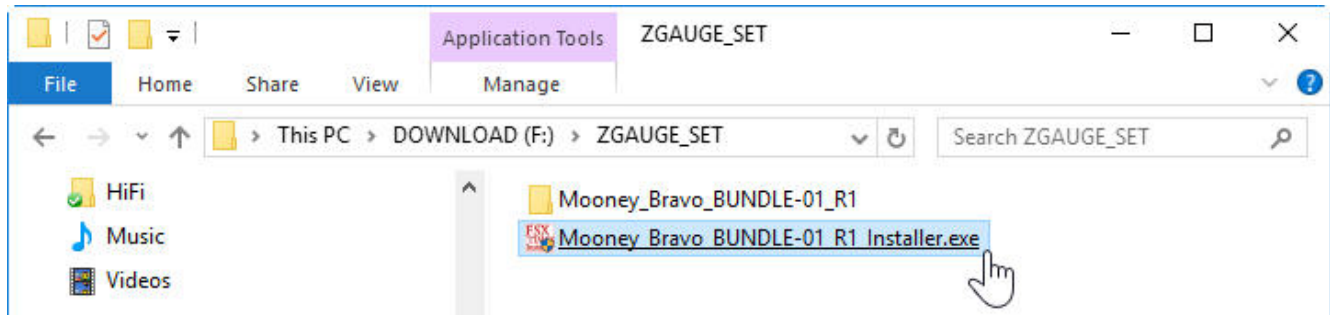 Application Tools ZGAUGE_SET
File Home Share View Manage
This PC > DOWNLOAD (F:) > ZGAUGE_SET Search ZGAUGE_SET
HiFi
Mooney_Bravo_BUNDLE-01_R1
Music
Mooney_Bravo_BUNDLE-01_R1_Installer.exe
Videos